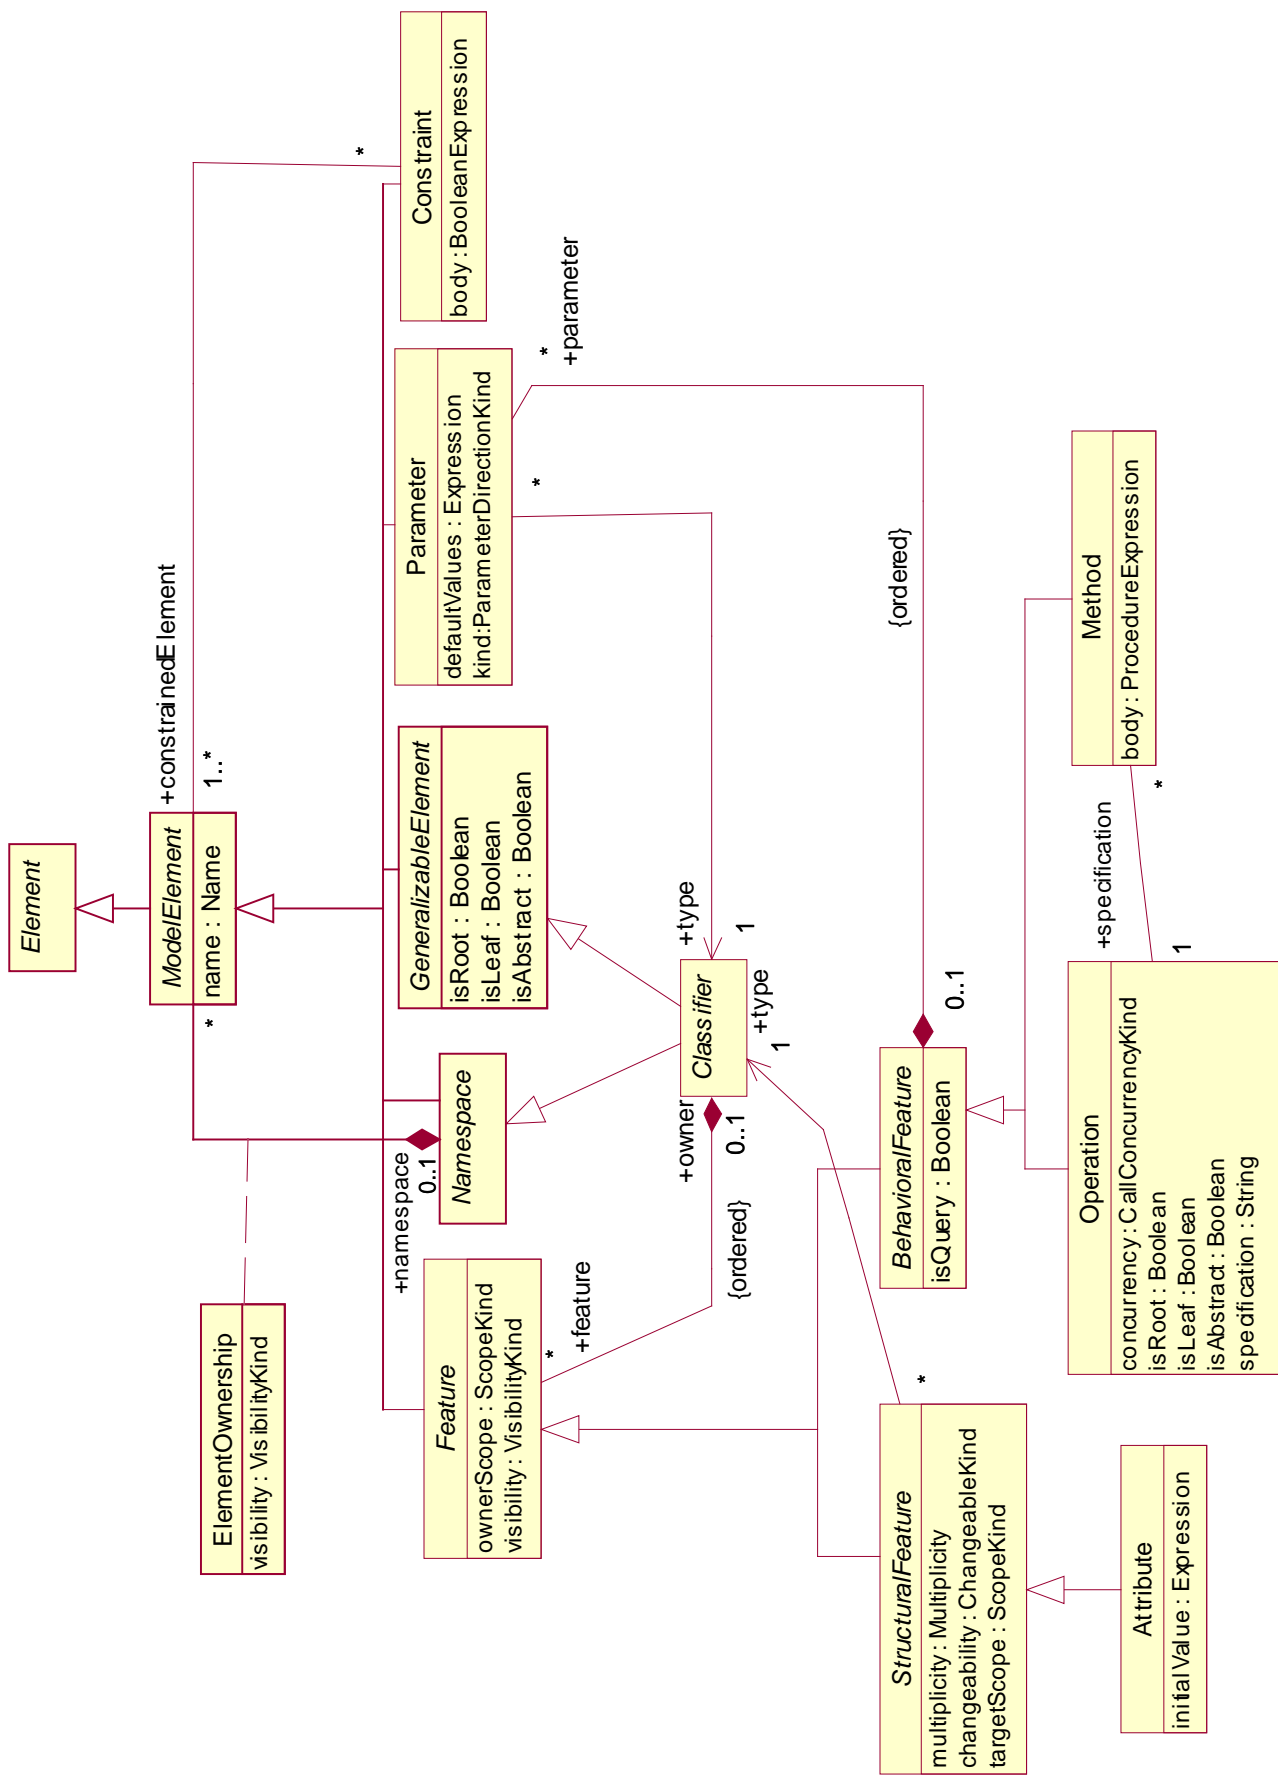 Element
ModelElement
name : Name
*
1..*
+constrainedElement
*
ElementOwnership
visibility : VisibilityKind
+namespace
0..1
Feature
ownerScope : ScopeKind
visibility : VisibilityKind
Namespace
GeneralizableElement
isRoot : Boolean
isLeaf : Boolean
isAbstract : Boolean
Parameter
defaultValues : Expression
kind:ParameterDirectionKind
Constraint
body : BooleanExpression
*
+feature
*
*
+parameter
{ordered}
+owner
0..1
Classifier
+type
1
+type
1
{ordered}
*
StructuralFeature
multiplicity : Multiplicity
changeability : ChangeableKind
targetScope : ScopeKind
BehavioralFeature
isQuery : Boolean
0..1
Attribute
initialValue : Expression
Operation
concurrency : CallConcurrencyKind
isRoot : Boolean
isLeaf : Boolean
isAbstract : Boolean
specification : String
+specification
1
*
Method
body : ProcedureExpression